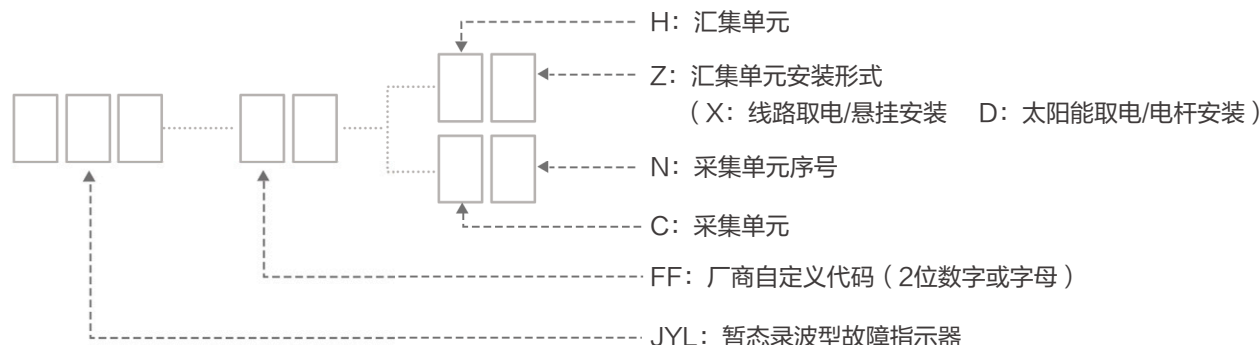 H：汇集单元
Z：汇集单元安装形式
（X：线路取电/悬挂安装 D：太阳能取电/电杆安装）
N：采集单元序号
C：采集单元
FF：厂商自定义代码（2位数字或字母）
JYL：暂态录波型故障指示器